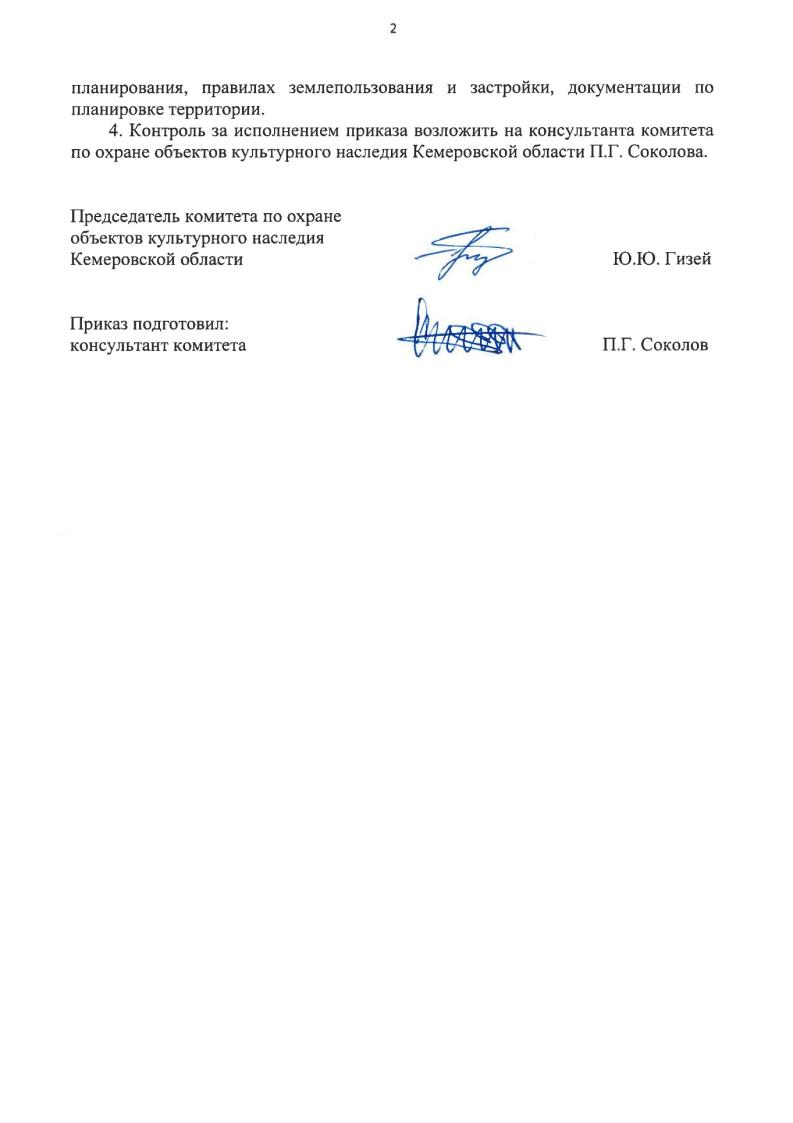 2
планирования, правилах землепользования и застройки, документации по
планировке территории.
4. Контроль за исполнением приказа возложить на консультанта комитета
по охране объектов культурного наследия Кемеровской области П.Г. Соколова.
Председатель комитета по охране
объектов культурного наследия
Кемеровской области Ю.Ю. Гизей
Приказ подготовил:
консультант комитета П.Г. Соколов